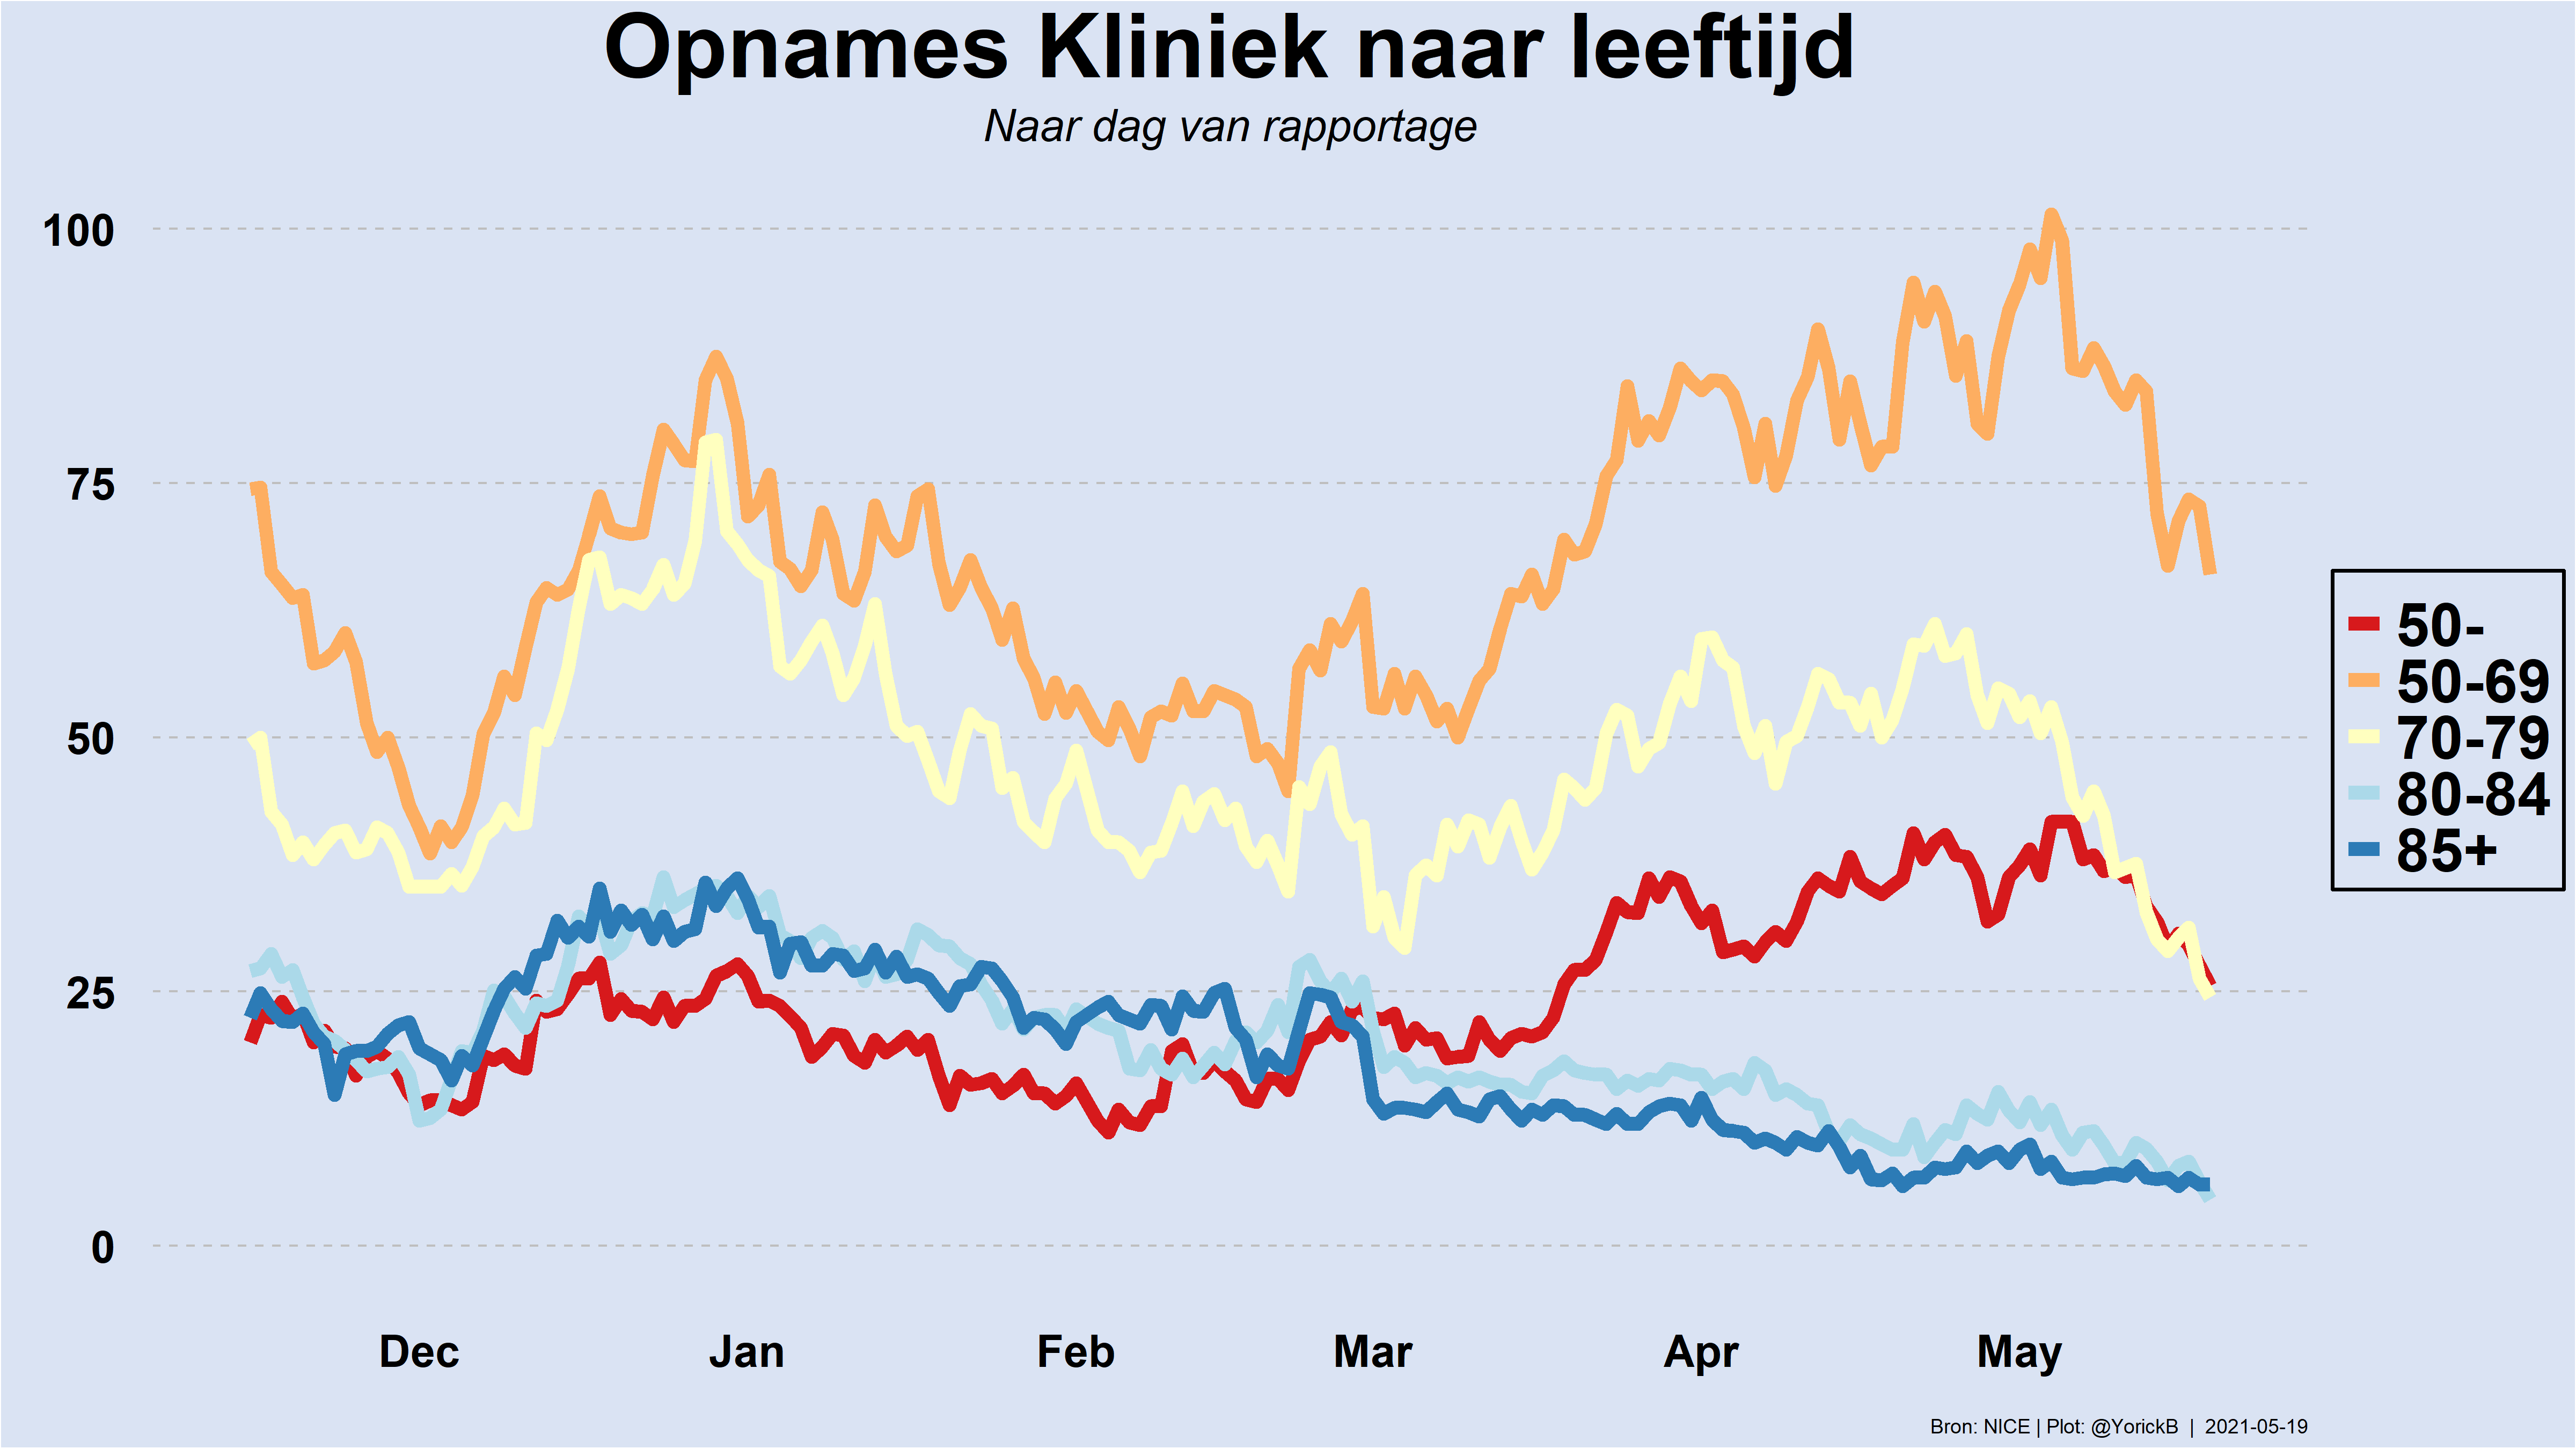 Opnames Kliniek naar leeftijd
Naar dag van rapportage
100
75
50
25
0
Dec Jan Feb Mar Apr May
50-
50-69
70-79
80-84
85+
Bron: NICE | Plot: @YorickB | 2021-05-19